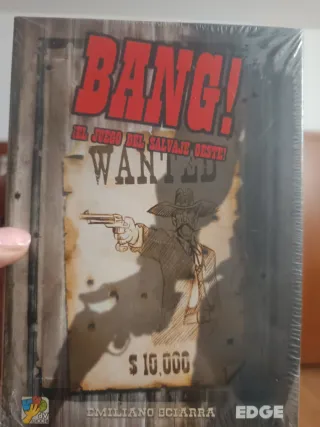 BANG!
¡EL JUEGO DEL SALVAJE OESTE!
WANTED
$ 10,000
EMILIANO SCIARRA
EDGE